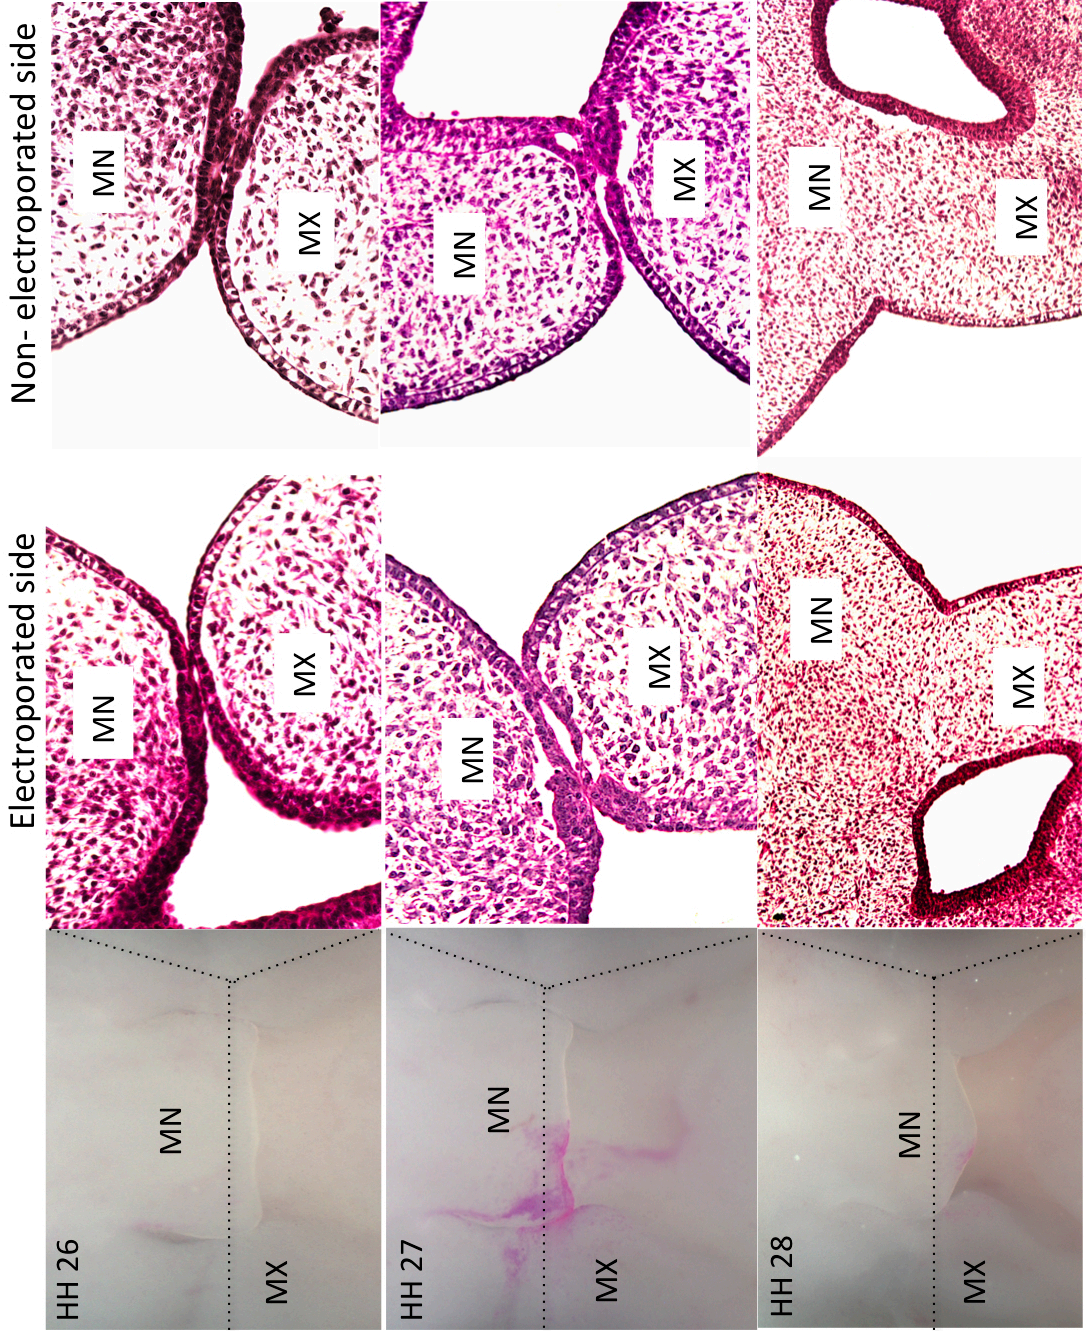 HH 26
MN
MX
Electroporated side
MN
MX
Non- electroporated side
MN
MX
HH 27
MN
MX
MN
MX
MN
MX
HH 28
MN
MX
MN
MX
MN
MX